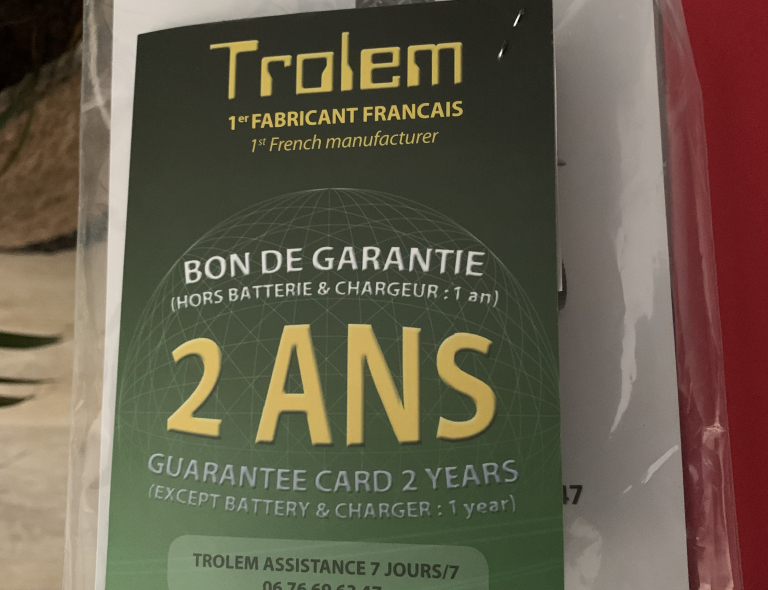 Trolem
1er FABRICANT FRANCAIS
1st French manufacturer
BON DE GARANTIE
(HORS BATTERIE & CHARGEUR : 1 an)
2 ANS
GUARANTEE CARD 2 YEARS
(EXCEPT BATTERY & CHARGER : 1 year)
47
TROLEM ASSISTANCE 7 JOURS/7